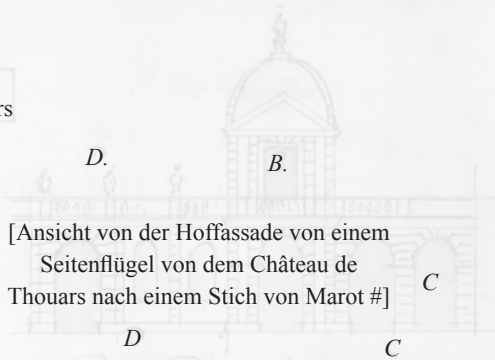 rs
D. B.
[Ansicht von der Hoffassade von einem
Seitenflügel von dem Château de
Thouars nach einem Stich von Marot #]
C
D
C